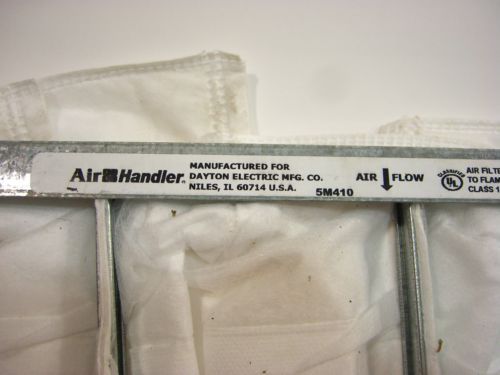 Air Handler®
MANUFACTURED FOR
DAYTON ELECTRIC MFG. CO.
NILES, IL 60714 U.S.A.
5M410
AIR FLOW
CLASSIFIED
UL
AIR FILTE
TO FLAM
CLASS 1